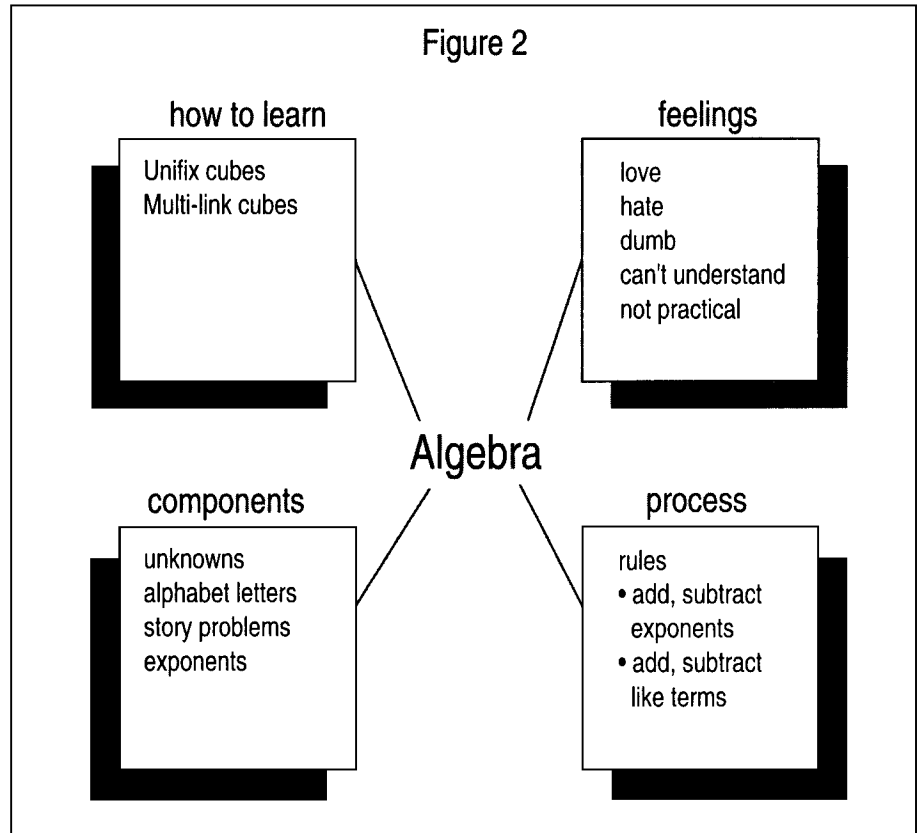 Figure 2
how to learn
Unifix cubes
Multi-link cubes
feelings
love
hate
dumb
can't understand
not practical
Algebra
components
unknowns
alphabet letters
story problems
exponents
process
rules
• add, subtract
exponents
• add, subtract
like terms